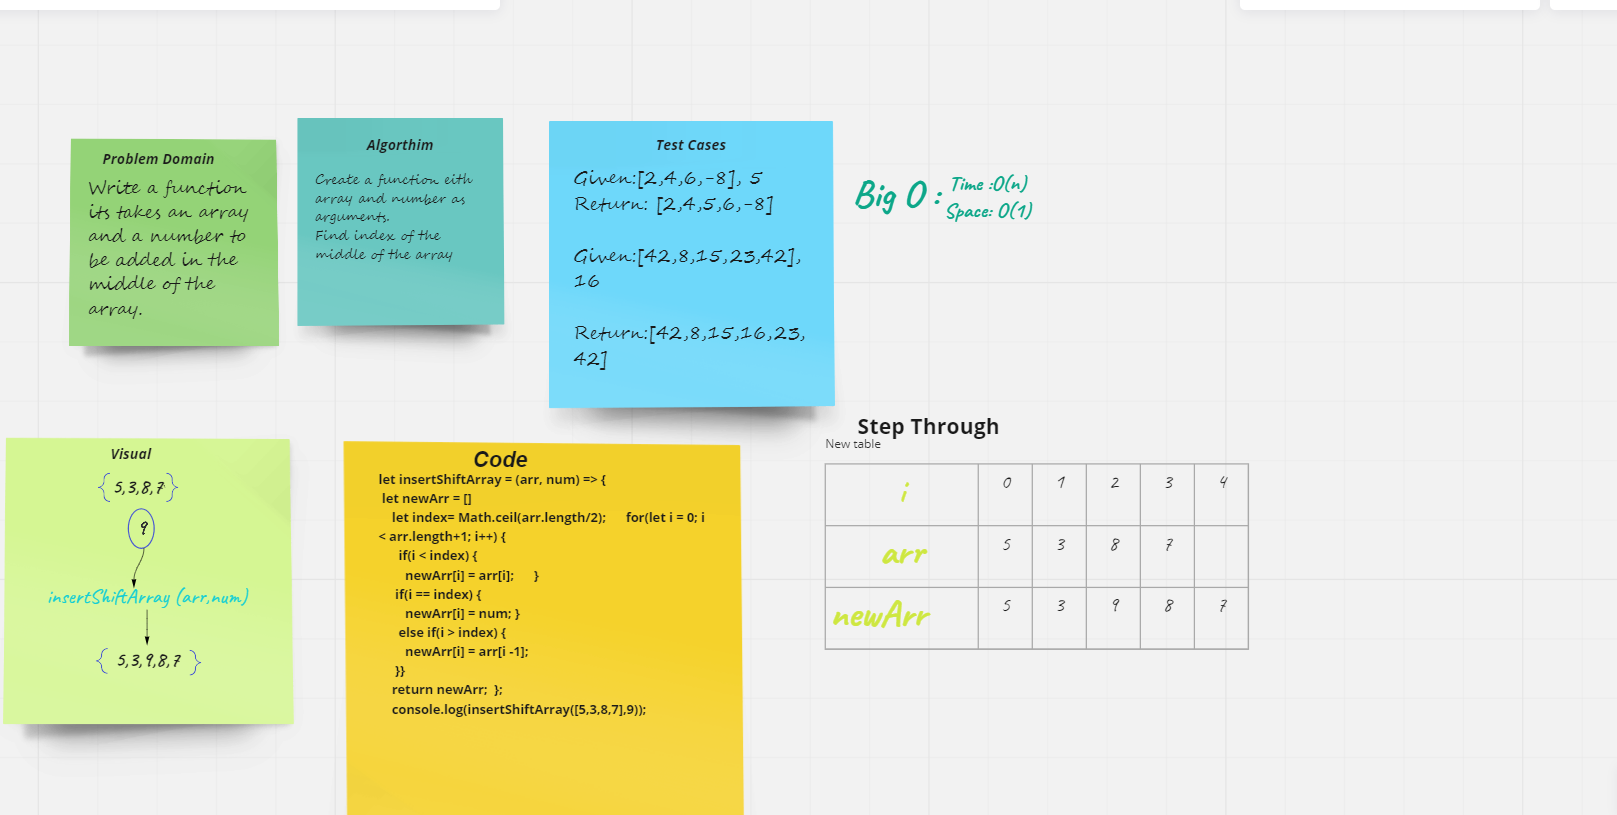 Problem Domain
Write a function
its takes an array
and a number to
be added in the
middle of the
array.
Algorthim
Create a function eith
array and number as
arguments.
Find index of the
middle of the array
Test Cases
Given:[2,4,6,-8], 5
Return: [2,4,5,6,-8]
Given:[42,8,15,23,42],
16
Return:[42,8,15,16,23,
42]
Big O :
Time :O(n)
Space: O(1)
Visual
{ 5,3,8,7 }
9
insertShiftArray (arr,num)
{ 5,3,9,8,7 }
Code
let insertShiftArray = (arr, num) => {
let newArr = []
let index= Math.ceil(arr.length/2); for(let i = 0; i
< arr.length+1; i++) {
if(i < index) {
newArr[i] = arr[i]; }
if(i == index) {
newArr[i] = num; }
else if(i > index) {
newArr[i] = arr[i -1];
}}
return newArr; };
console.log(insertShiftArray([5,3,8,7],9));
Step Through
New table
i 0 1 2 3 4
arr 5 3 8 7
newArr 5 3 9 8 7